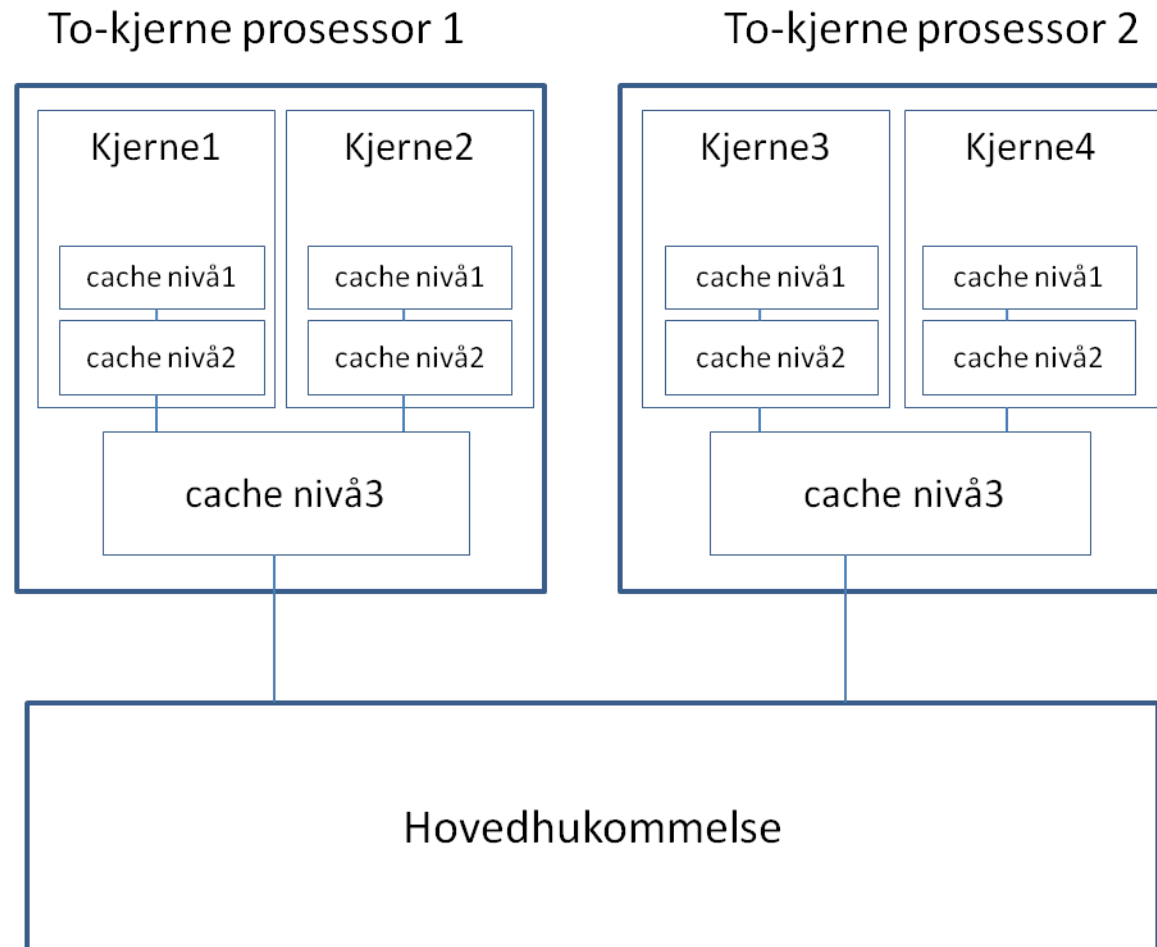 To-kjerne prosessor 1
To-kjerne prosessor 2
Kjerne1
Kjerne2
Kjerne3
Kjerne4
cache nivå1
cache nivå1
cache nivå1
cache nivå1
cache nivå2
cache nivå2
cache nivå2
cache nivå2
cache nivå3
cache nivå3
Hovedhukommelse